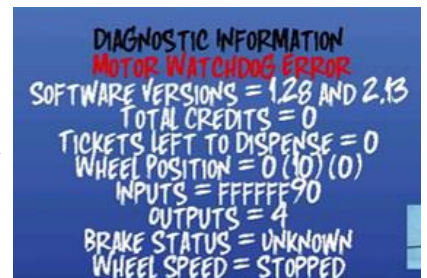 DIAGNOSTIC INFORMATION
MOTOR WATCHDOG ERROR
SOFTWARE VERSIONS = 1.28 AND 2.13
TOTAL CREDITS = 0
TICKETS LEFT TO DISPENSE = 0
WHEEL POSITION = 0 (10) (0)
INPUTS = FFFFFF90
OUTPUTS = 4
BRAKE STATUS = UNKNOWN
WHEEL SPEED = STOPPED